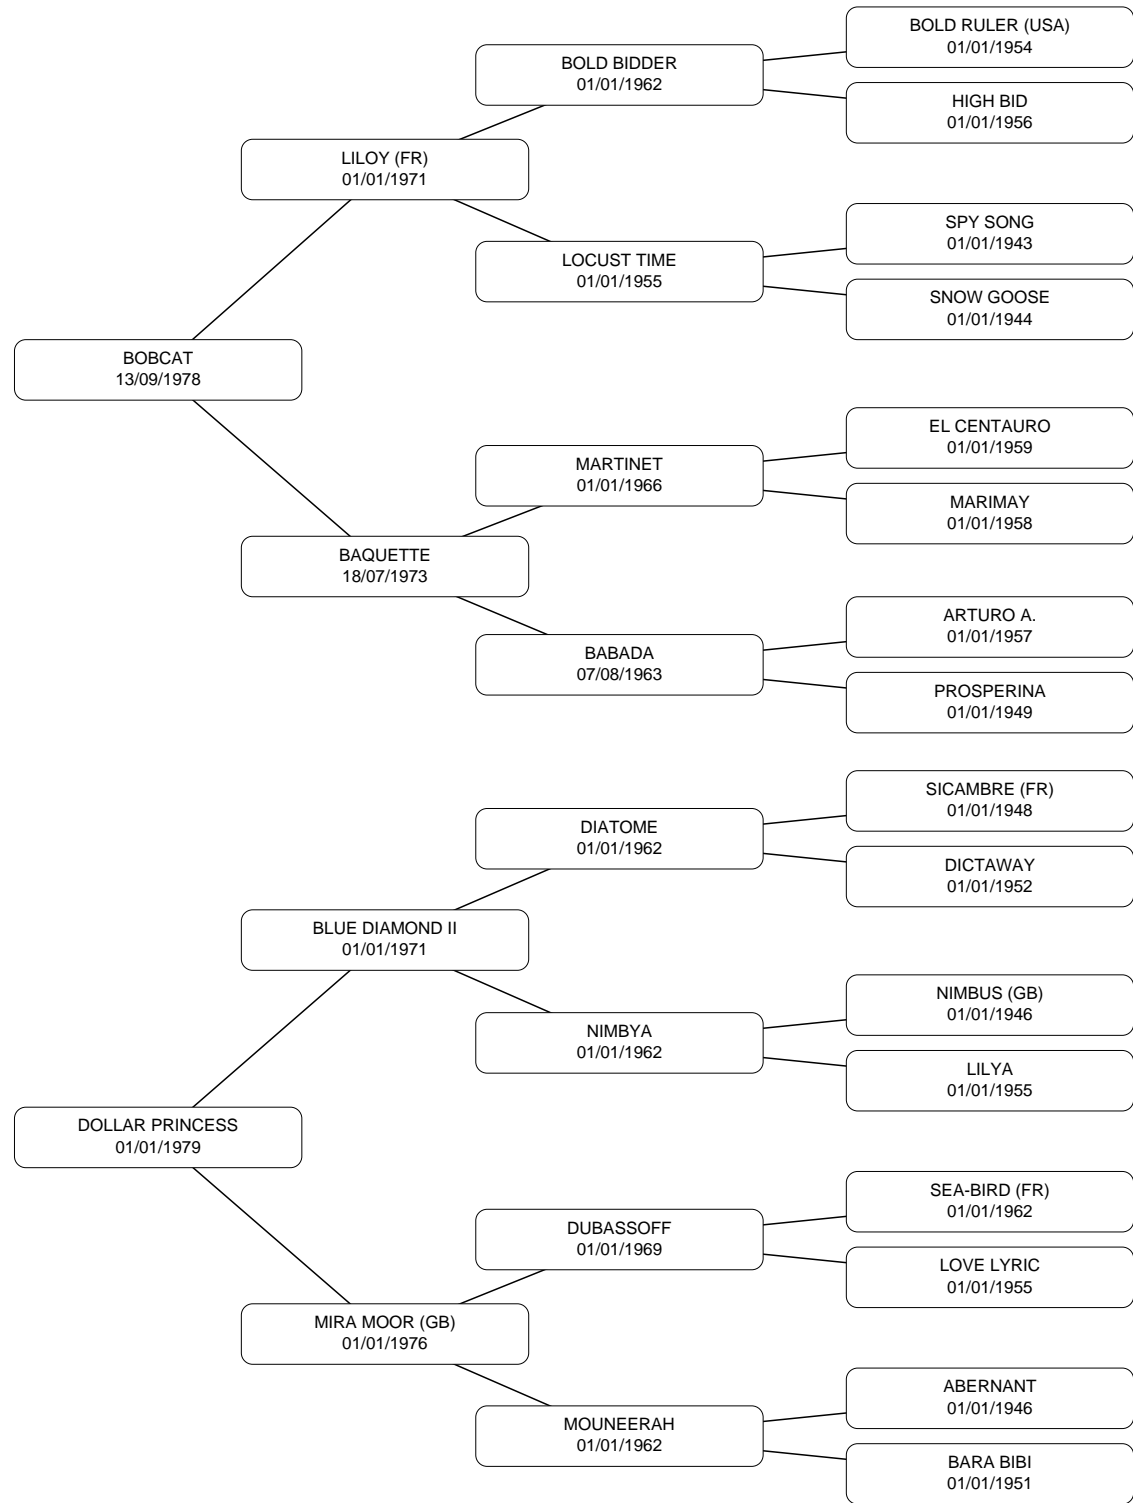 BOLD RULER (USA)
01/01/1954
BOLD BIDDER
01/01/1962
HIGH BID
01/01/1956
LILOY (FR)
01/01/1971
SPY SONG
01/01/1943
LOCUST TIME
01/01/1955
SNOW GOOSE
01/01/1944
BOBCAT
13/09/1978
EL CENTAURO
01/01/1959
MARTINET
01/01/1966
MARIMAY
01/01/1958
BAQUETTE
18/07/1973
ARTURO A.
01/01/1957
BABADA
07/08/1963
PROSPERINA
01/01/1949
SICAMBRE (FR)
01/01/1948
DIATOME
01/01/1962
DICTAWAY
01/01/1952
BLUE DIAMOND II
01/01/1971
NIMBUS (GB)
01/01/1946
NIMBYA
01/01/1962
LILYA
01/01/1955
DOLLAR PRINCESS
01/01/1979
SEA-BIRD (FR)
01/01/1962
DUBASSOFF
01/01/1969
LOVE LYRIC
01/01/1955
MIRA MOOR (GB)
01/01/1976
ABERNANT
01/01/1946
MOUNEERAH
01/01/1962
BARA BIBI
01/01/1951